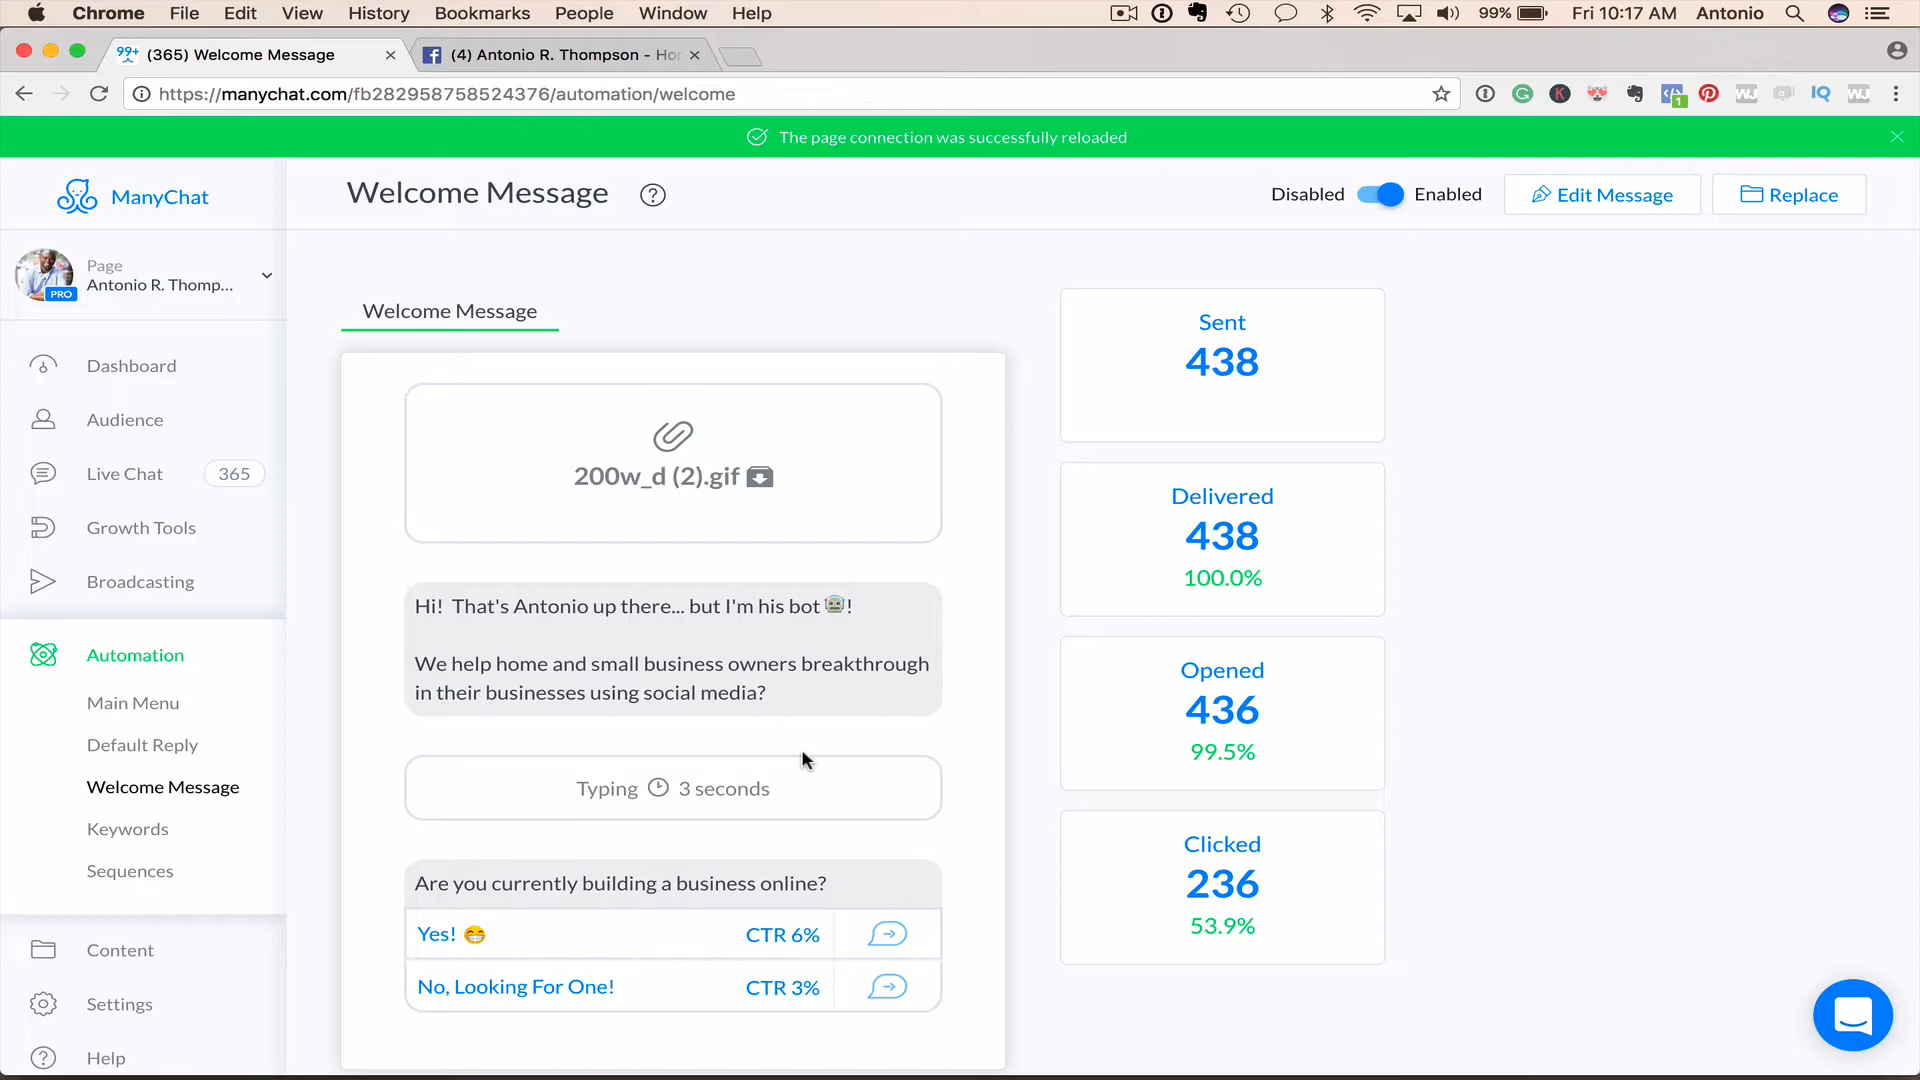 Chrome File Edit View History Bookmarks People Window Help 99% Fri 10:17 AM Antonio
99+ (365) Welcome Message (4) Antonio R. Thompson - Ho
https://manychat.com/fb282958758524376/automation/welcome
1 IQ
The page connection was successfully reloaded
ManyChat
Welcome Message ?
Disabled Enabled Edit Message Replace
Page
Antonio R. Thomp...
PRO
Dashboard
Audience
Live Chat 365
Growth Tools
Broadcasting
Automation
Main Menu
Default Reply
Welcome Message
Keywords
Sequences
Content
Settings
Help
Welcome Message
200w_d (2).gif
Hi! That's Antonio up there... but I'm his bot 🤖!
We help home and small business owners breakthrough
in their businesses using social media?
Typing 3 seconds
Are you currently building a business online?
Yes! 😁 CTR 6%
No, Looking For One! CTR 3%
Sent
438
Delivered
438
100.0%
Opened
436
99.5%
Clicked
236
53.9%